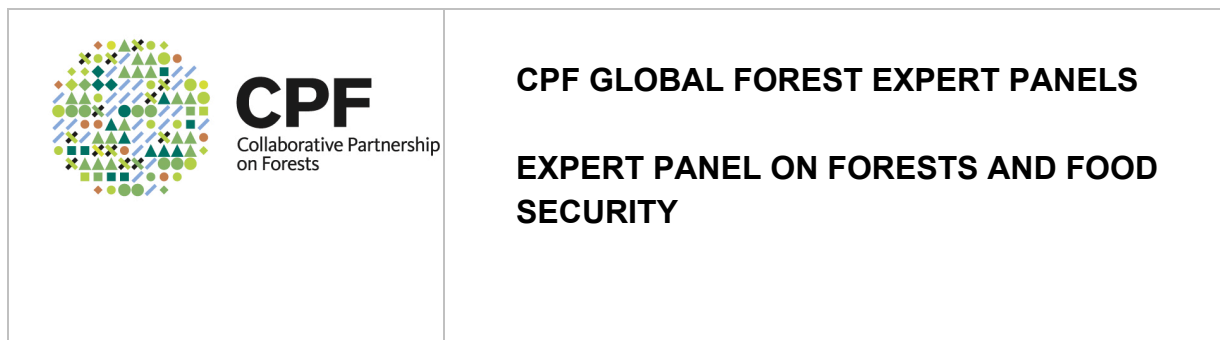 CPF
Collaborative Partnership
on Forests
CPF GLOBAL FOREST EXPERT PANELS
EXPERT PANEL ON FORESTS AND FOOD
SECURITY